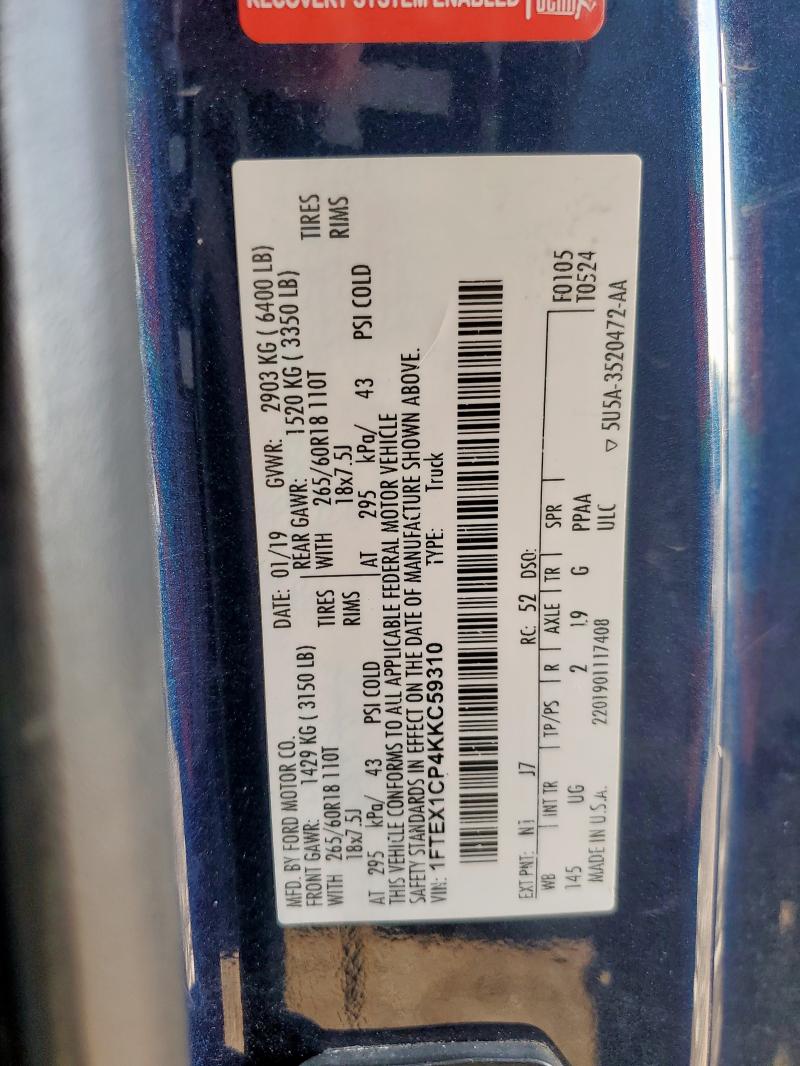 RECOVERY SYSTEM ENABLED
MFD. BY FORD MOTOR CO.
DATE: 01/19 GVWR: 2903 KG ( 6400 LB)
FRONT GAWR: 1429 KG ( 3150 LB)
REAR GAWR: 1520 KG ( 3350 LB)
WITH 265/60R18 110T TIRES
WITH 265/60R18 110T TIRES
18x7.5J RIMS
18x7.5J RIMS
AT 295 kPa/ 43 PSI COLD
AT 295 kPa/ 43 PSI COLD
THIS VEHICLE CONFORMS TO ALL APPLICABLE FEDERAL MOTOR VEHICLE
SAFETY STANDARDS IN EFFECT ON THE DATE OF MANUFACTURE SHOWN ABOVE.
VIN: 1FTEX1CP4KKC59310 TYPE: Truck
F0105
T0524
EXT PNT: N1 J7 RC: 52 DSO:
WB INT TR TP/PS R AXLE TR SPR
145 UG 2 L9 G PPAA
ULC
MADE IN U.S.A. 2201901117408
▽ 5U5A-3520472-AA